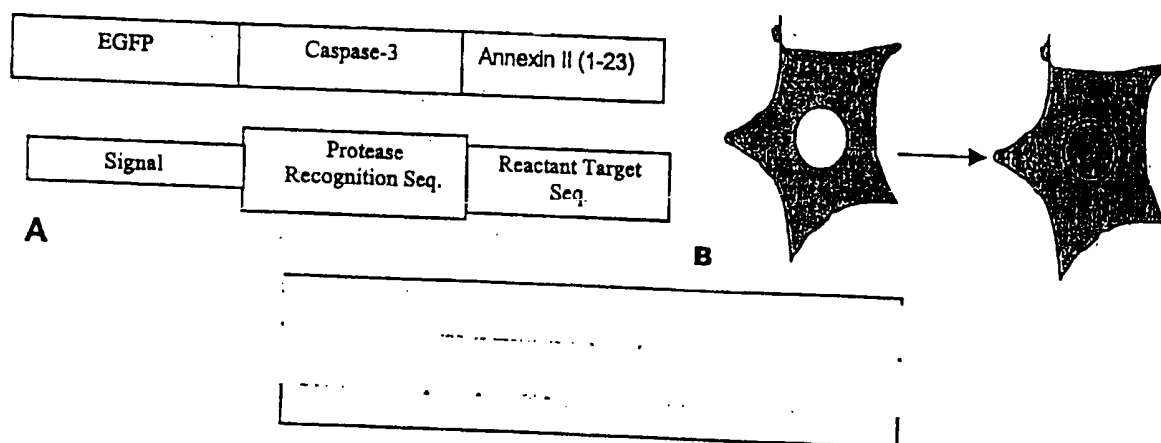 EGFP Caspase-3 Annexin II (1-23)
Signal Protease Recognition Seq. Reactant Target Seq.
A
B